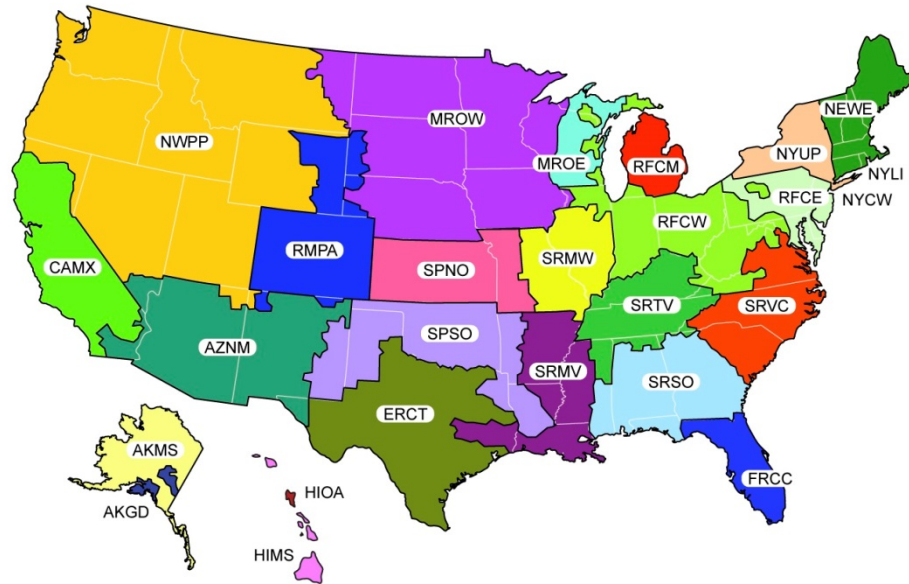 NEWE
MROW
NWPP
NYUP
MROE
RFCM
NYLI
RFCE
NYCW
RFCW
RMPA
SRMW
CAMX
SPNO
SRTV
SRVC
SPSO
AZNM
SRMV
SRSO
ERCT
AKMS
FRCC
HIOA
AKGD
HIMS